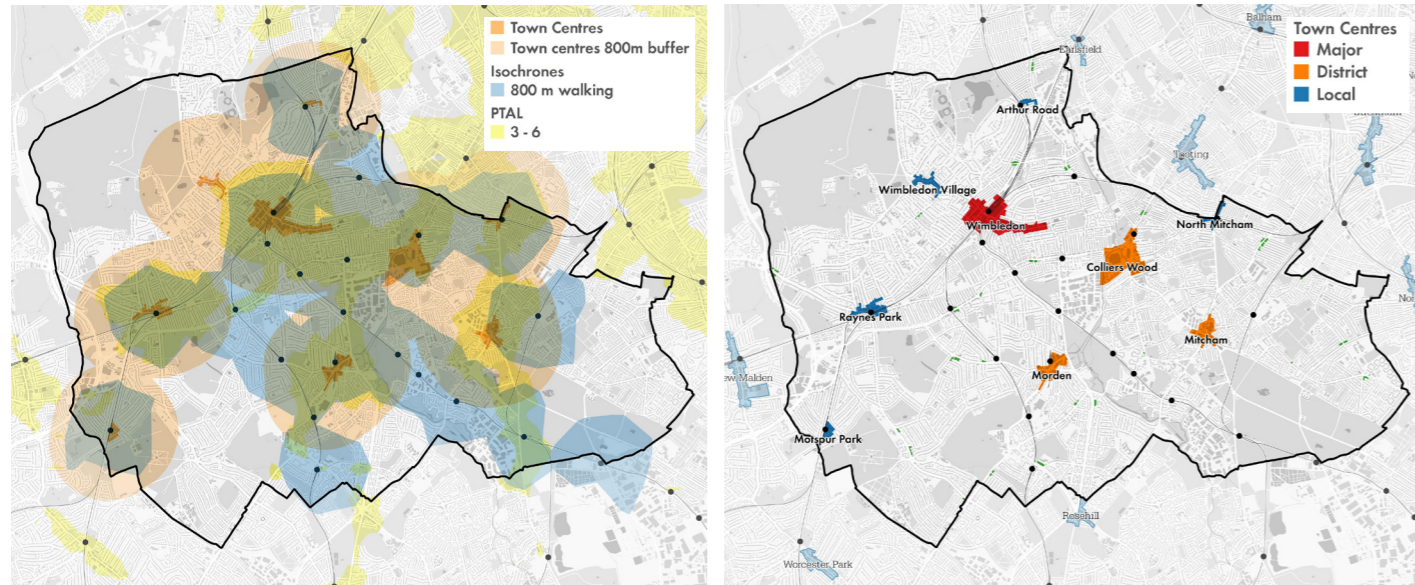 Town Centres
Town centres 800m buffer
Isochrones
800 m walking
PTAL
3 - 6
Town Centres
Major
District
Local
Balham
Earlsfield
Arthur Road
Tooting
Wimbledon Village
Wimbledon
North Mitcham
Colliers Wood
Raynes Park
Mitcham
Morden
ew Malden
Motspur Park
Rosehill
Worcester Park